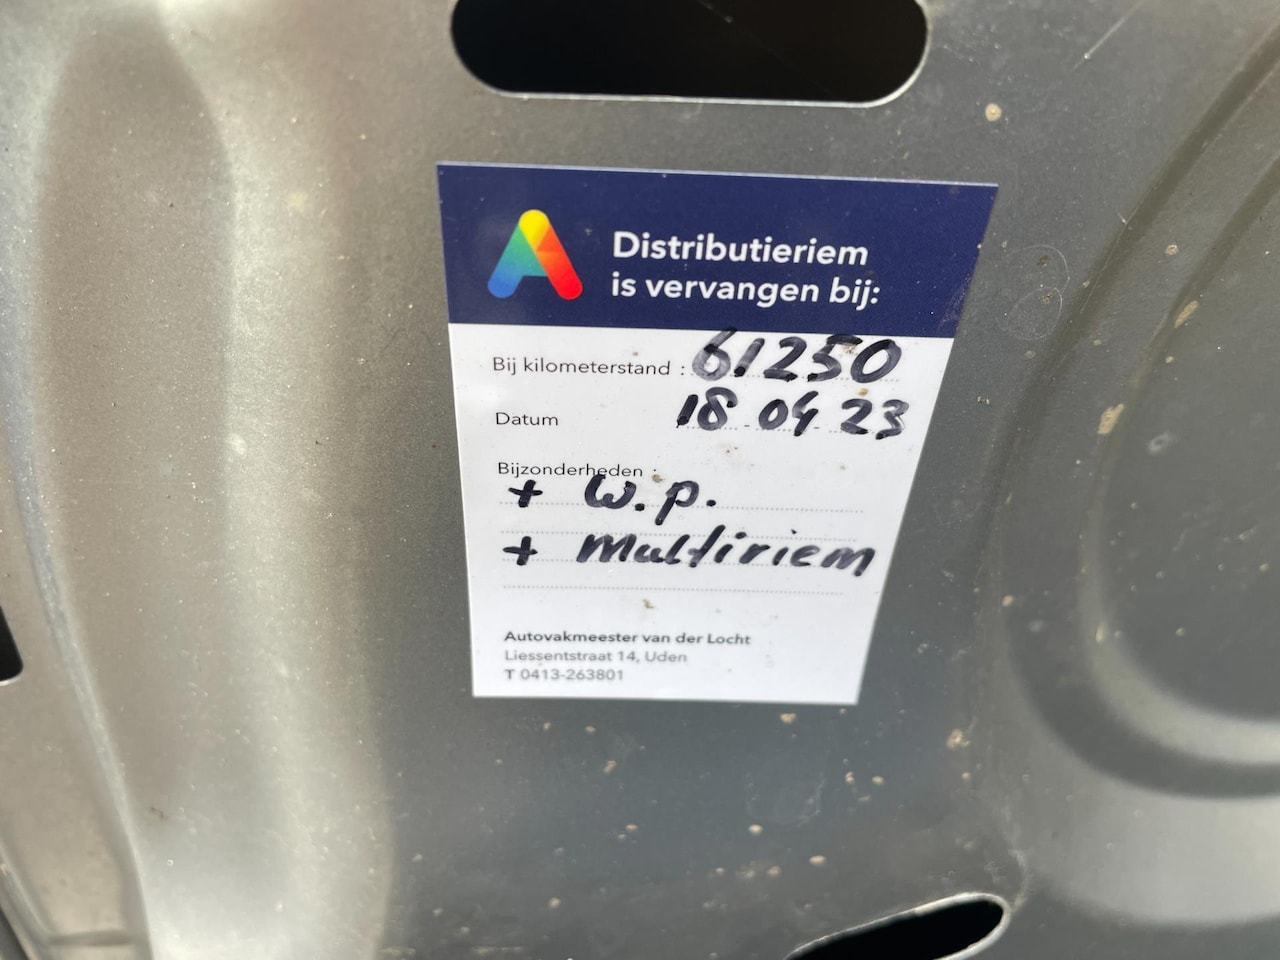 Distributieriem
is vervangen bij:
Bij kilometerstand : 61250
Datum 18 04 23
Bijzonderheden :
+ w.p.
+ Multiriem
Autovakmeester van der Locht
Liessentstraat 14, Uden
T 0413-263801